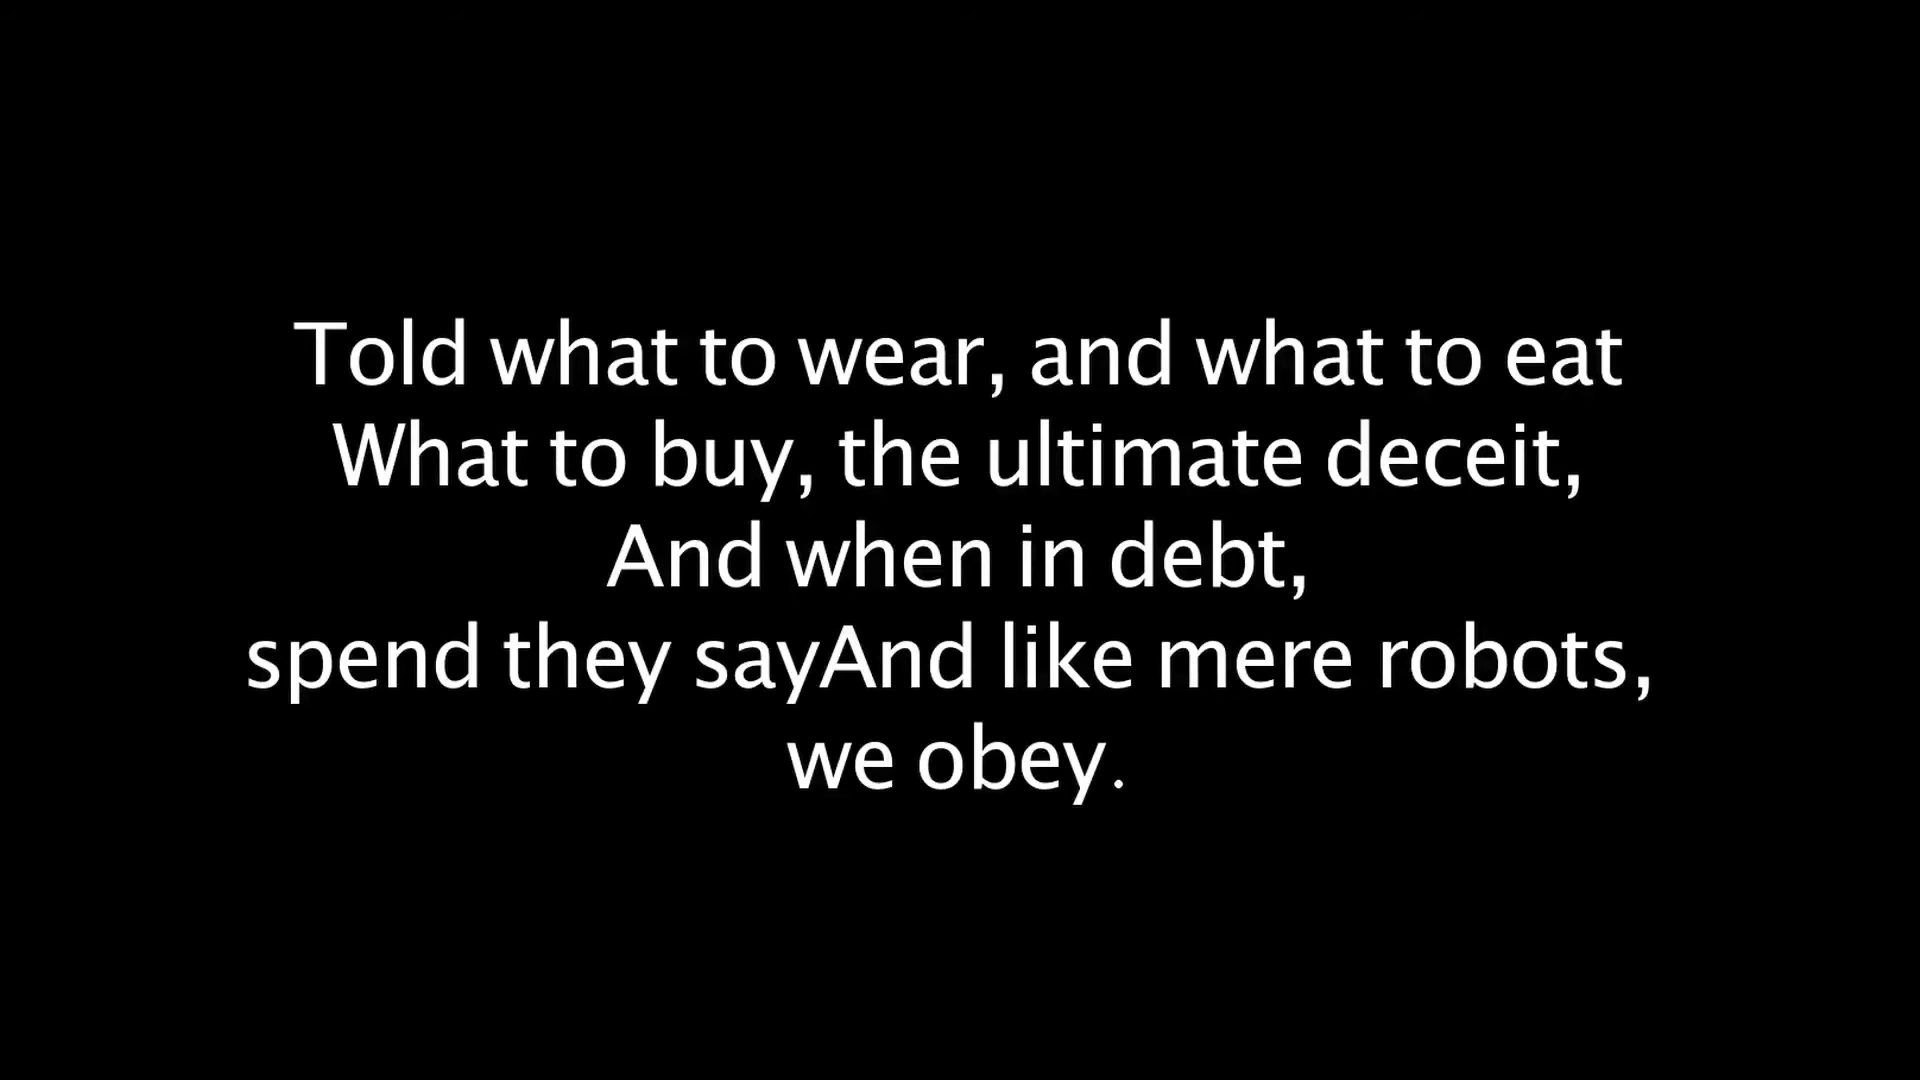 Told what to wear, and what to eat
What to buy, the ultimate deceit,
And when in debt,
spend they sayAnd like mere robots,
we obey.